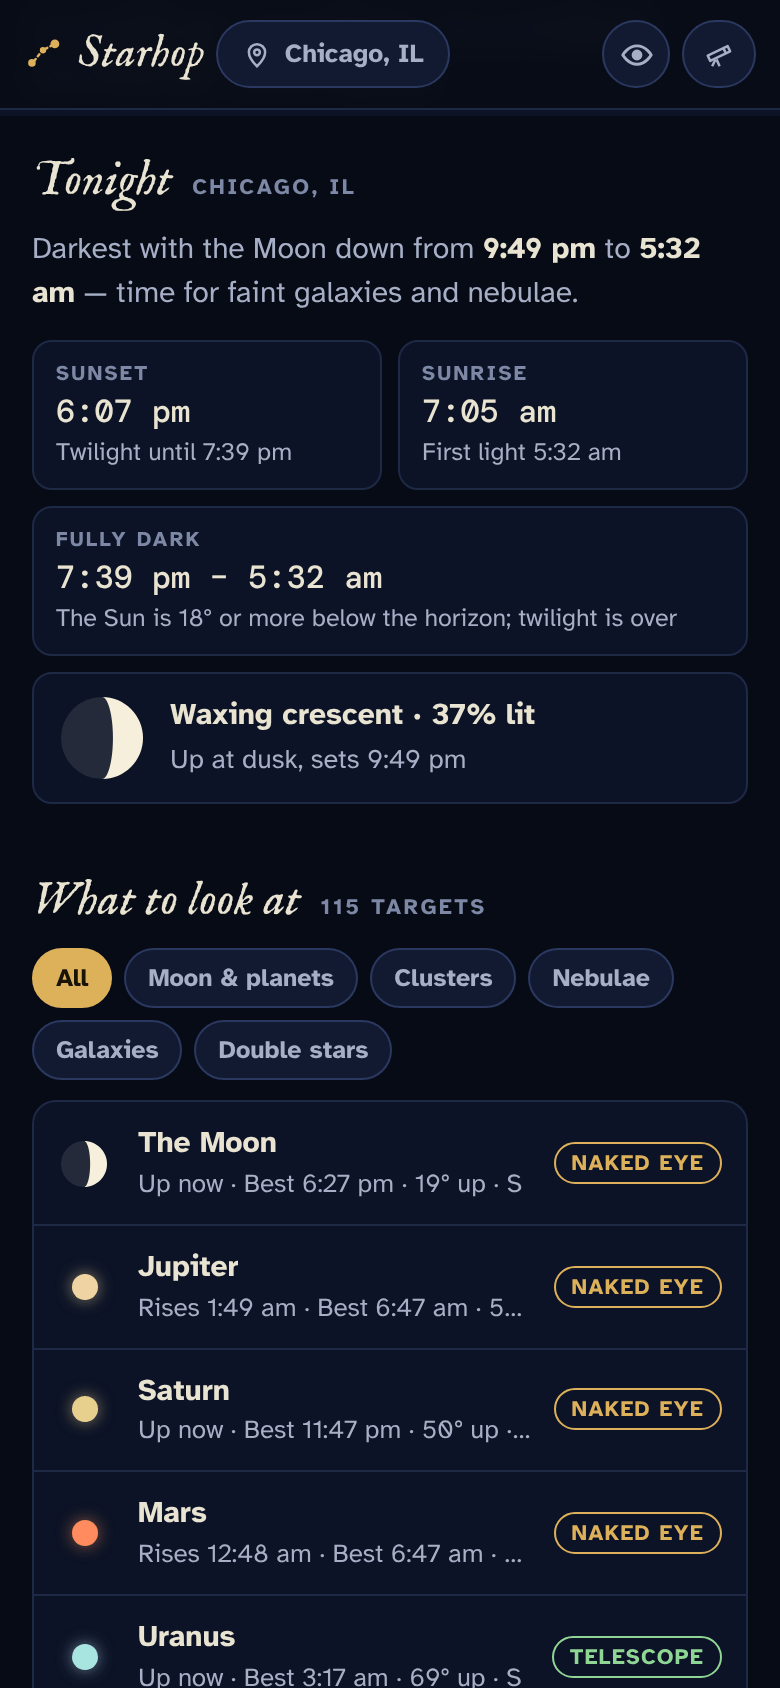 Starhop
Chicago, IL
Tonight CHICAGO, IL
Darkest with the Moon down from 9:49 pm to 5:32
am — time for faint galaxies and nebulae.
SUNSET
6:07 pm
Twilight until 7:39 pm
SUNRISE
7:05 am
First light 5:32 am
FULLY DARK
7:39 pm – 5:32 am
The Sun is 18° or more below the horizon; twilight is over
Waxing crescent · 37% lit
Up at dusk, sets 9:49 pm
What to look at 115 TARGETS
All
Moon & planets
Clusters
Nebulae
Galaxies
Double stars
The Moon
Up now · Best 6:27 pm · 19° up · S
NAKED EYE
Jupiter
Rises 1:49 am · Best 6:47 am · 5...
NAKED EYE
Saturn
Up now · Best 11:47 pm · 50° up ·...
NAKED EYE
Mars
Rises 12:48 am · Best 6:47 am · ...
NAKED EYE
Uranus
Up now · Best 3:17 am · 69° up · S
TELESCOPE